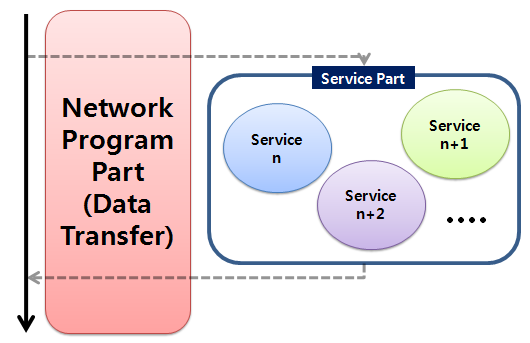 Network
Program
Part
(Data
Transfer)
Service Part
Service
n
Service
n+1
Service
n+2
....